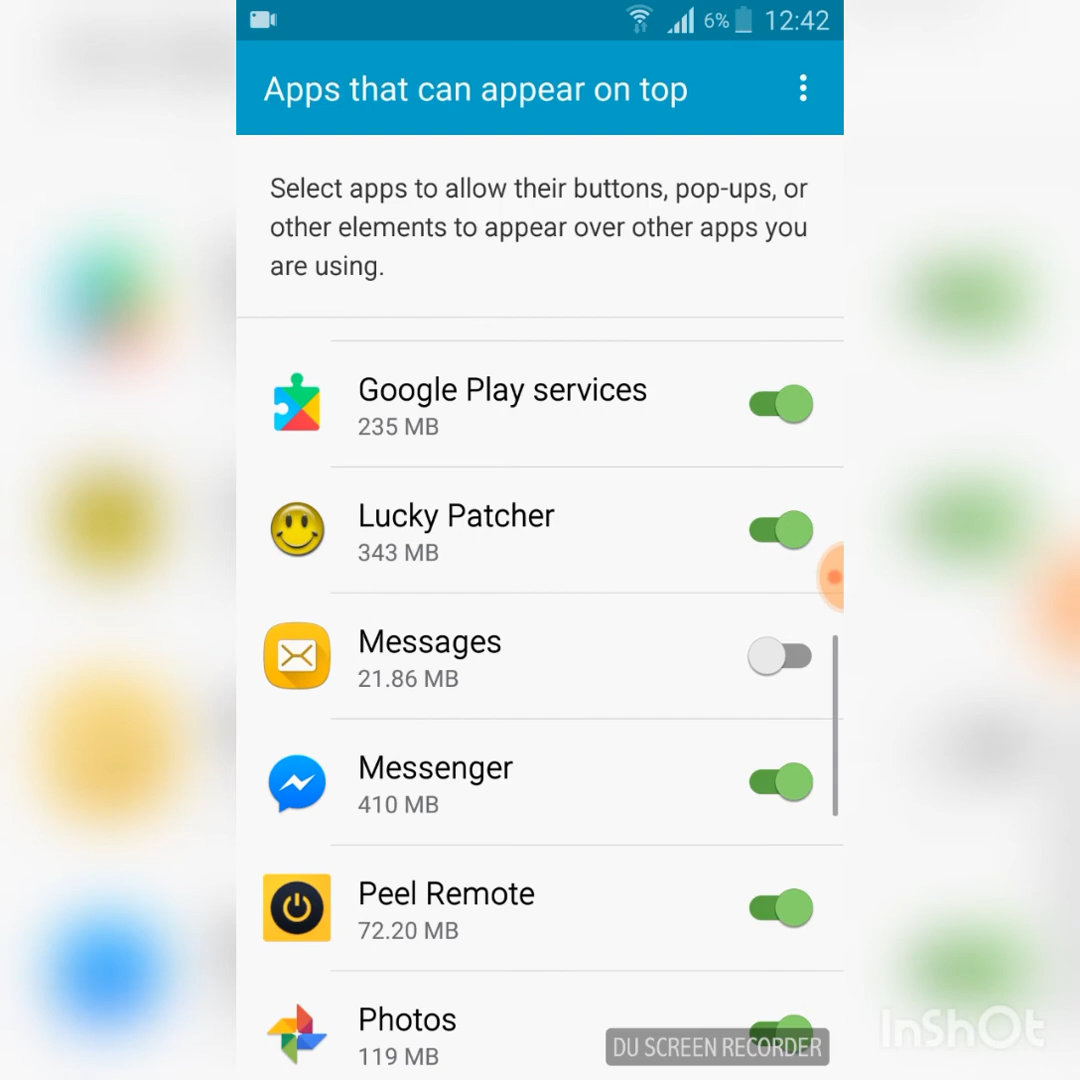 6% 12:42
Apps that can appear on top
Select apps to allow their buttons, pop-ups, or
other elements to appear over other apps you
are using.
Google Play services
235 MB
Lucky Patcher
343 MB
Messages
21.86 MB
Messenger
410 MB
Peel Remote
72.20 MB
Photos
119 MB
DU SCREEN RECORDER
InShOt